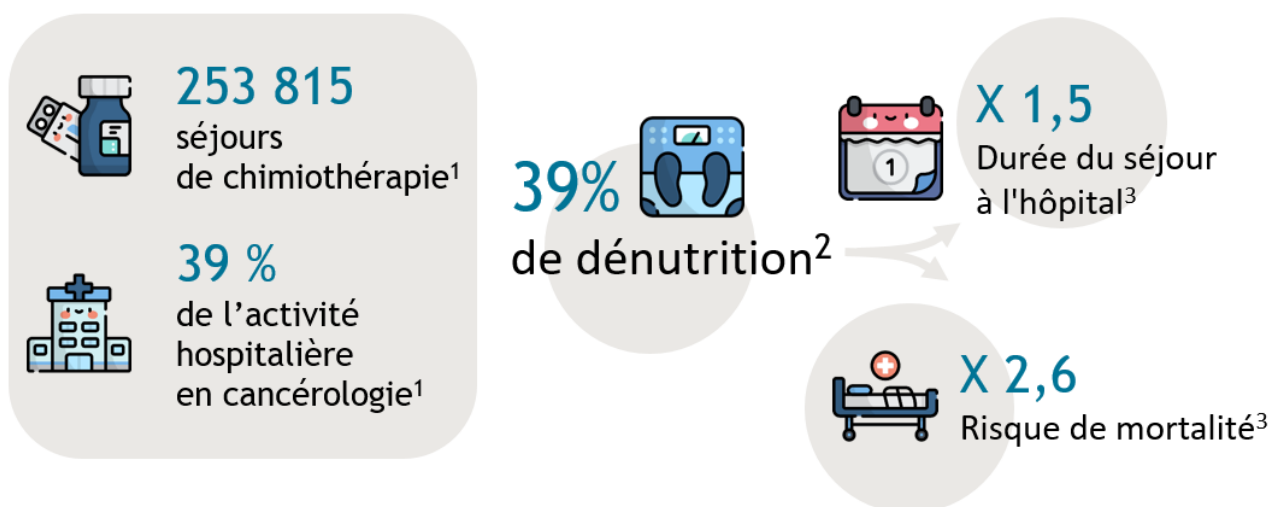 253 815
séjours
de chimiothérapie¹
39 %
de l’activité
hospitalière
en cancérologie¹
39%
de dénutrition²
1
X 1,5
Durée du séjour
à l'hôpital³
X 2,6
Risque de mortalité³